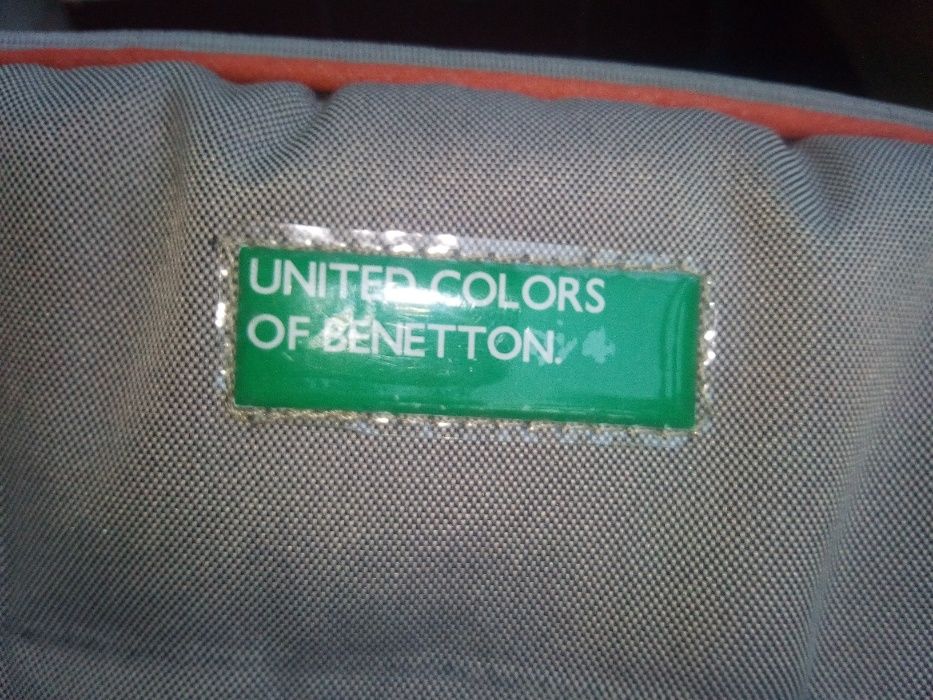 UNITED COLORS
OF BENETTON.